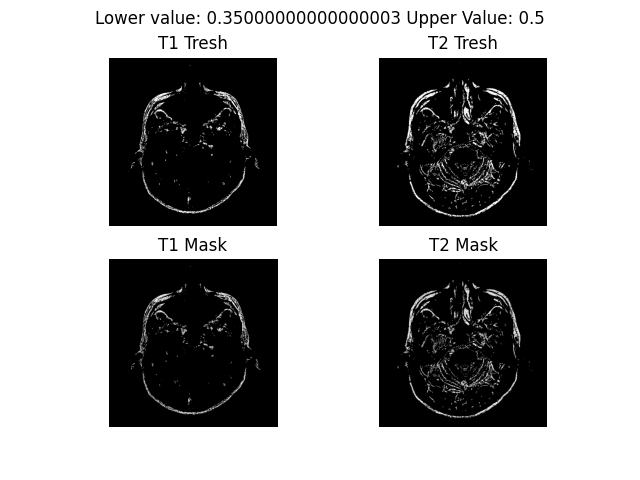 Lower value: 0.35000000000000003 Upper Value: 0.5
T1 Tresh
T2 Tresh
T1 Mask
T2 Mask